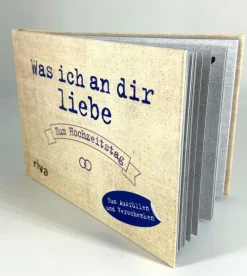 Was ich an dir
liebe
Zum Hochzeitstag
riva
Zum Ausfüllen
und Verschenken